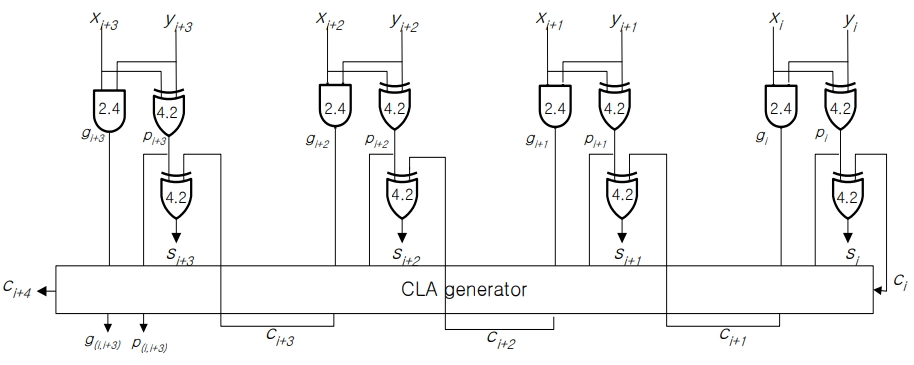 x_{i+3} y_{i+3} x_{i+2} y_{i+2} x_{i+1} y_{i+1} x_i y_i
2.4 4.2 2.4 4.2 2.4 4.2 2.4 4.2
g_{i+3} p_{i+3} g_{i+2} p_{i+2} g_{i+1} p_{i+1} g_i p_i
4.2 4.2 4.2 4.2
s_{i+3} s_{i+2} s_{i+1} s_i
c_{i+4} CLA generator c_i
g_{(i,i+3)} p_{(i,i+3)} c_{i+3} c_{i+2} c_{i+1}